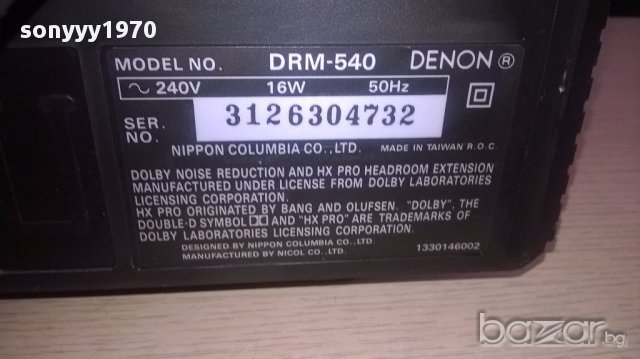 sonyyy1970
MODEL NO. DRM-540 DENON®
~ 240V 16W 50Hz
SER. NO. 3126304732
NIPPON COLUMBIA CO.,LTD. MADE IN TAIWAN R.O.C.
DOLBY NOISE REDUCTION AND HX PRO HEADROOM EXTENSION
MANUFACTURED UNDER LICENSE FROM DOLBY LABORATORIES
LICENSING CORPORATION.
HX PRO ORIGINATED BY BANG AND OLUFSEN. "DOLBY", THE
DOUBLE-D SYMBOL AND "HX PRO" ARE TRADEMARKS OF
DOLBY LABORATORIES LICENSING CORPORATION.
DESIGNED BY NIPPON COLUMBIA CO.,LTD.
MANUFACTURED BY NICOL CO.,LTD. 1330146002
bazar.bg